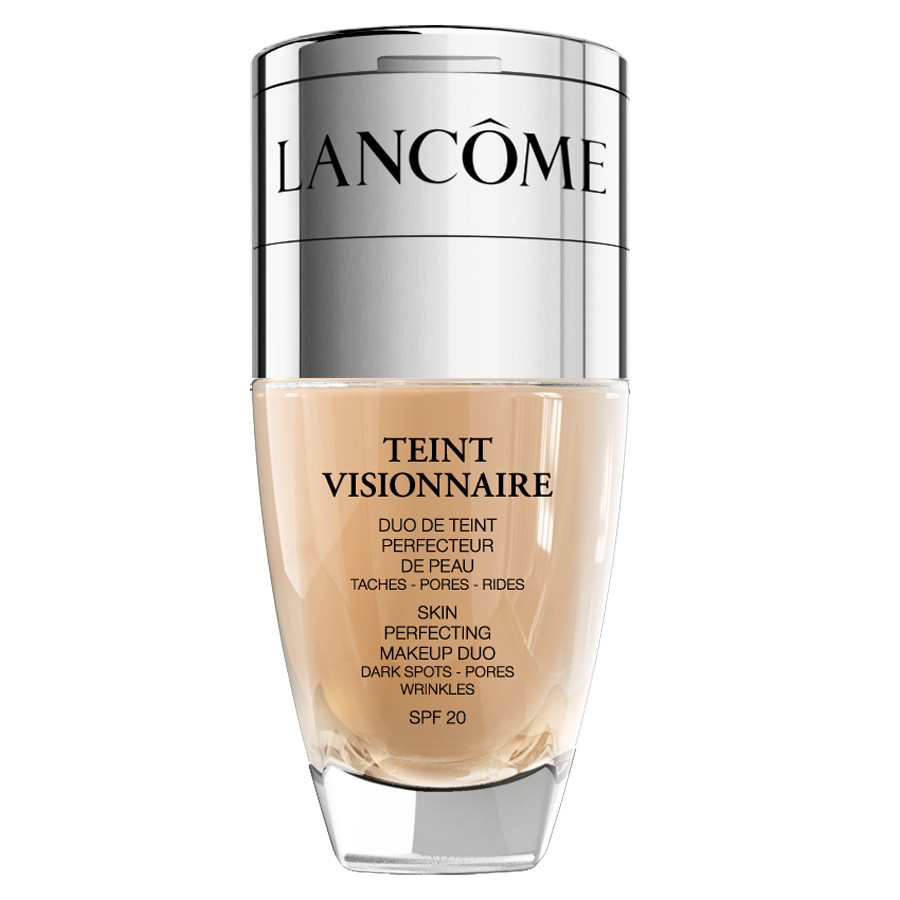 LANCÔME
TEINT
VISIONNAIRE
DUO DE TEINT
PERFECTEUR
DE PEAU
TACHES - PORES - RIDES
SKIN
PERFECTING
MAKEUP DUO
DARK SPOTS - PORES
WRINKLES
SPF 20